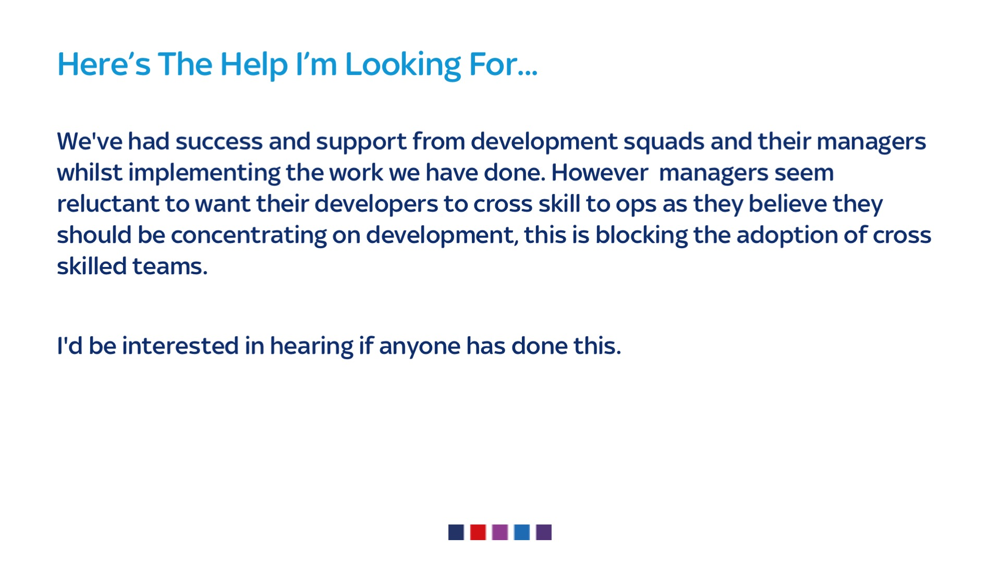 Here’s The Help I’m Looking For...
We've had success and support from development squads and their managers
whilst implementing the work we have done. However  managers seem
reluctant to want their developers to cross skill to ops as they believe they
should be concentrating on development, this is blocking the adoption of cross
skilled teams.
I'd be interested in hearing if anyone has done this.